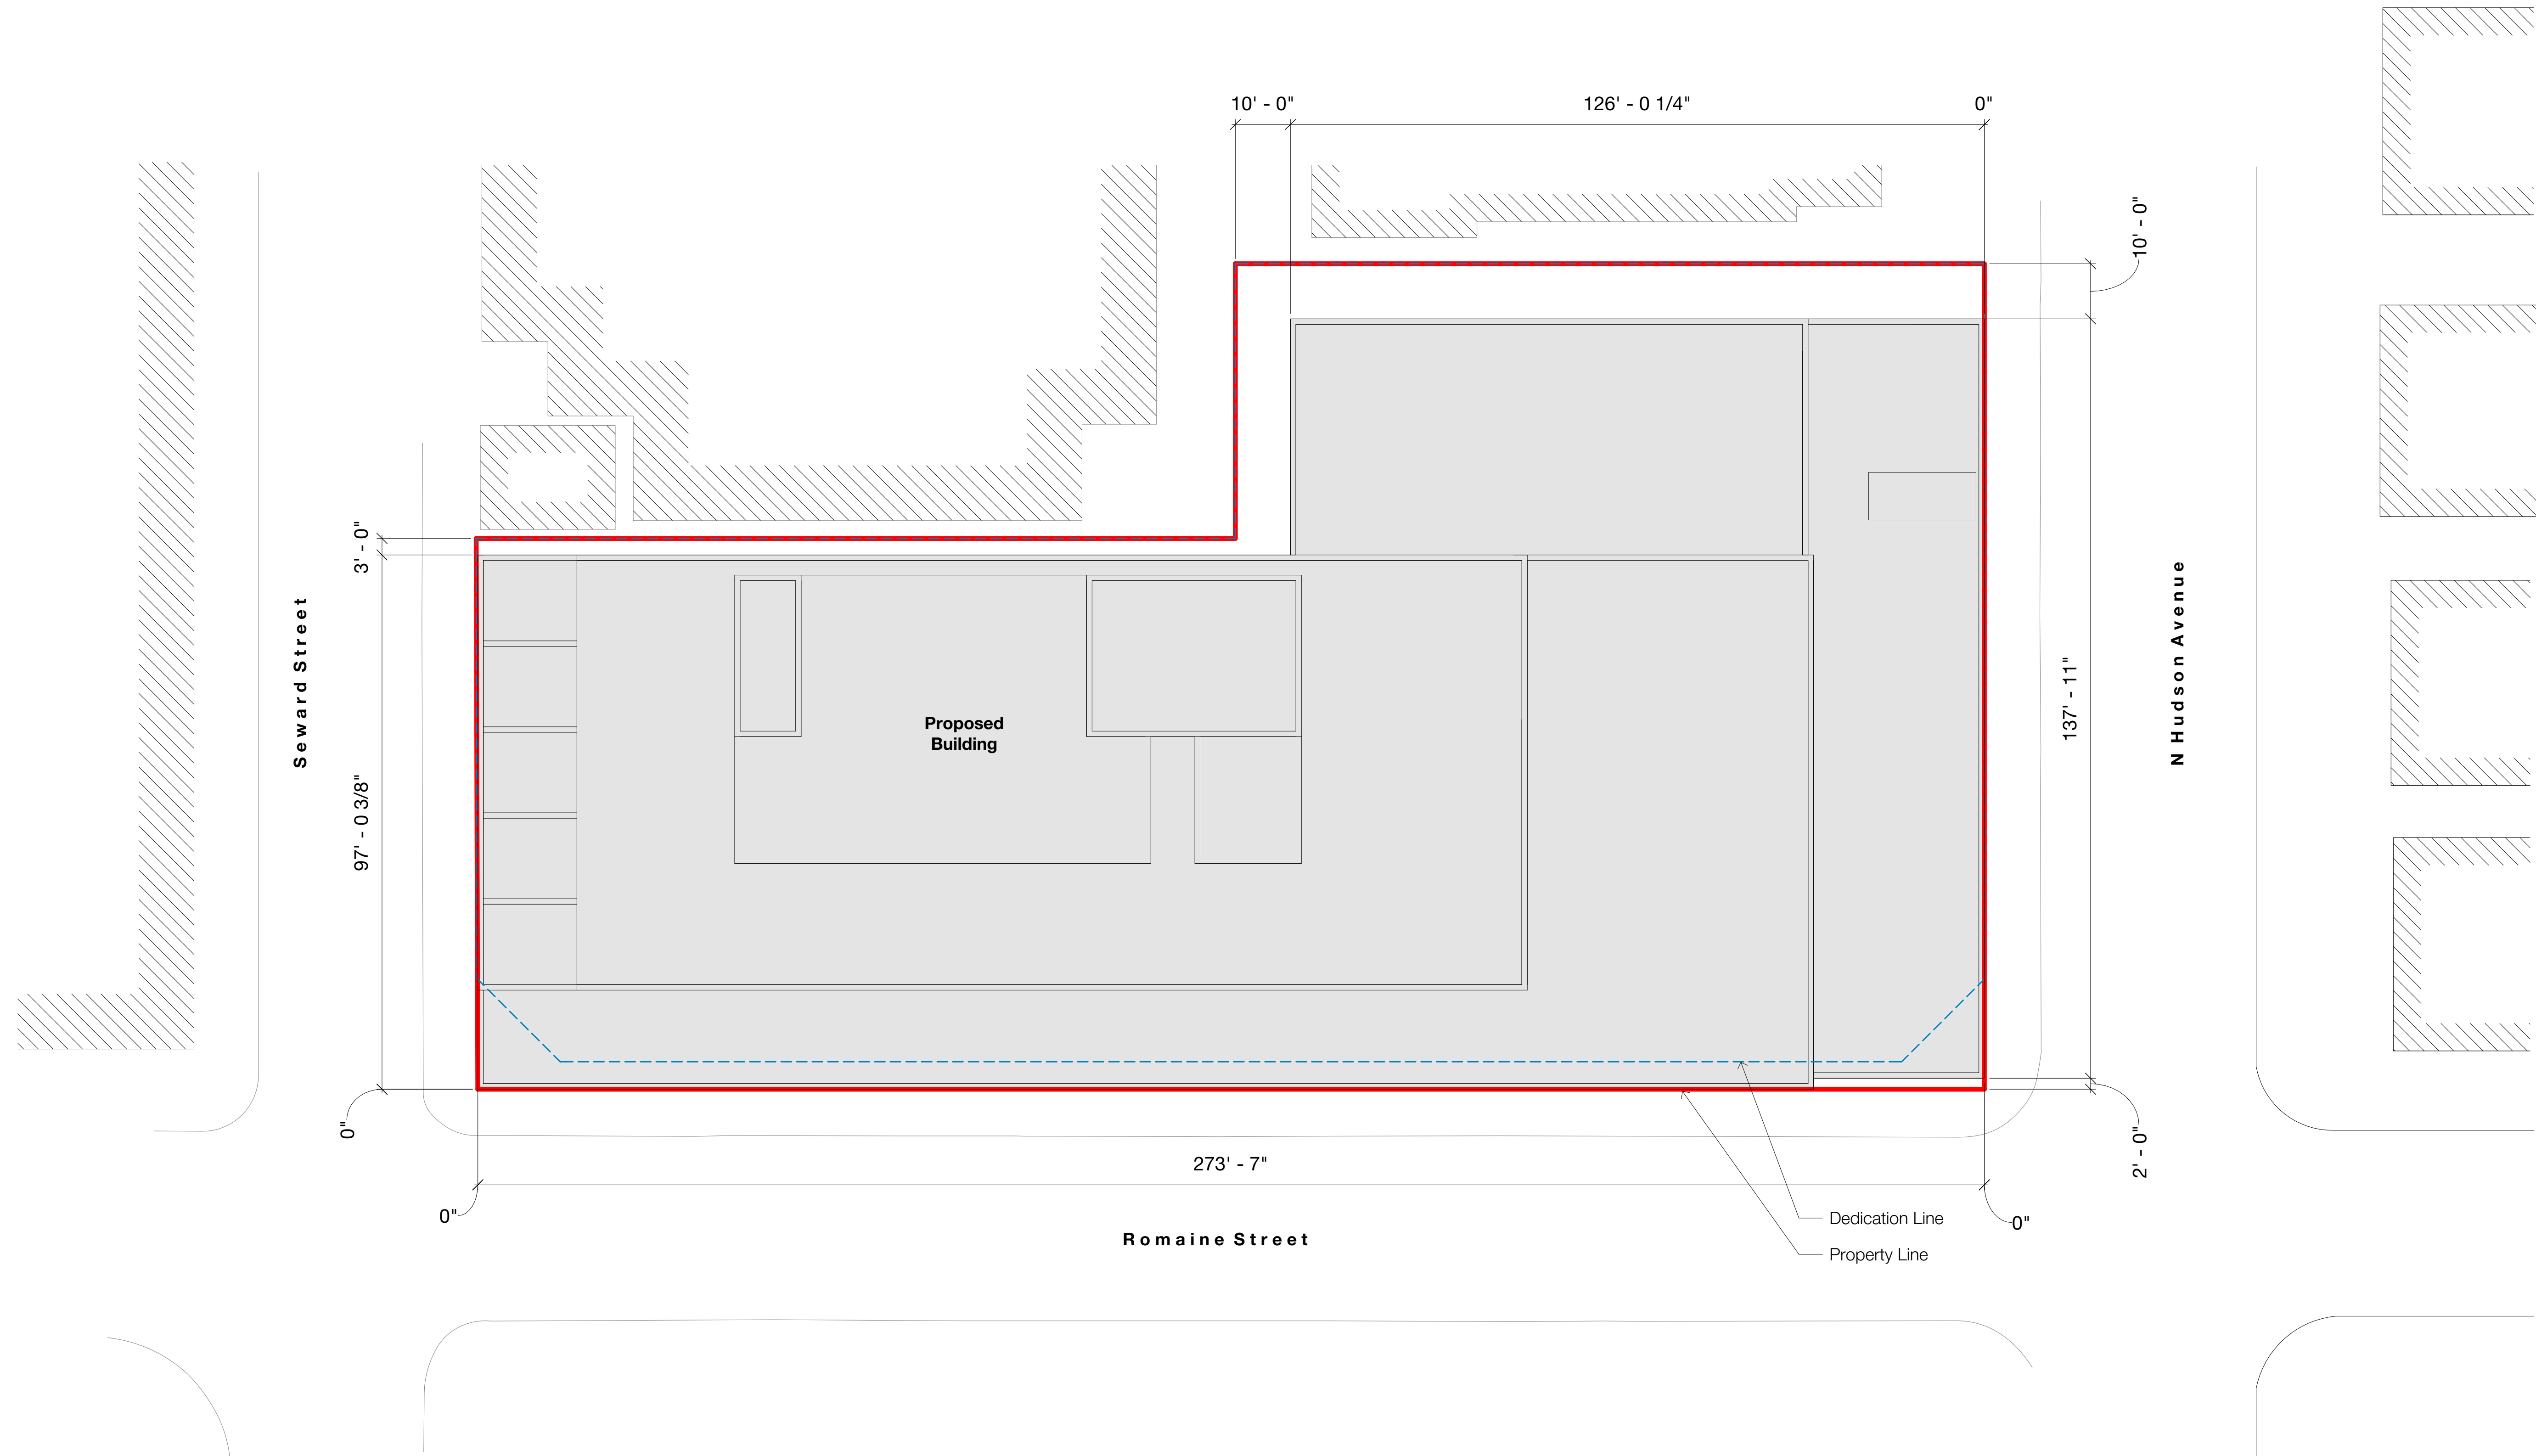 10' - 0"
126' - 0 1/4"
0"
10' - 0"
3' - 0"
Seward Street
N Hudson Avenue
137' - 11"
Proposed
Building
97' - 0 3/8"
0"
2' - 0"
273' - 7"
0"
0"
Dedication Line
Romaine Street
Property Line